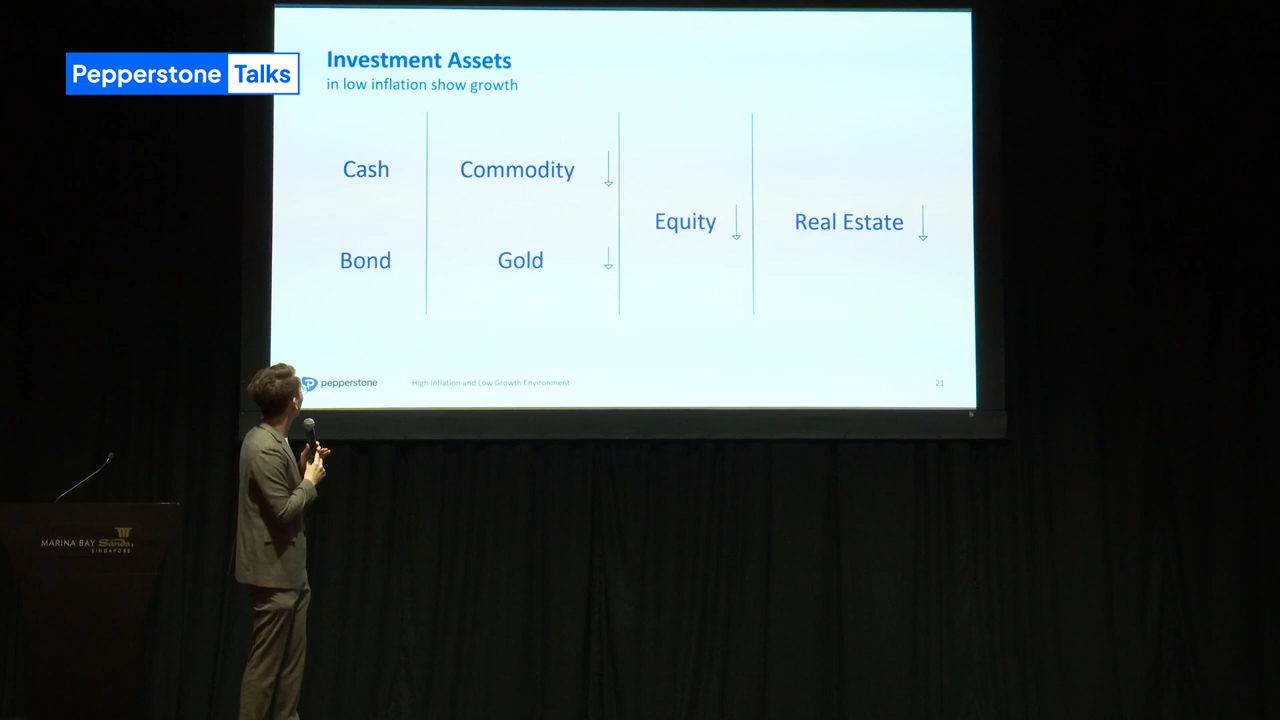 Pepperstone Talks
Investment Assets
in low inflation show growth
Cash
Commodity
Equity
Real Estate
Bond
Gold
pepperstone
High Inflation and Low Growth Environment
21
MARINA BAY Sands.
SINGAPORE